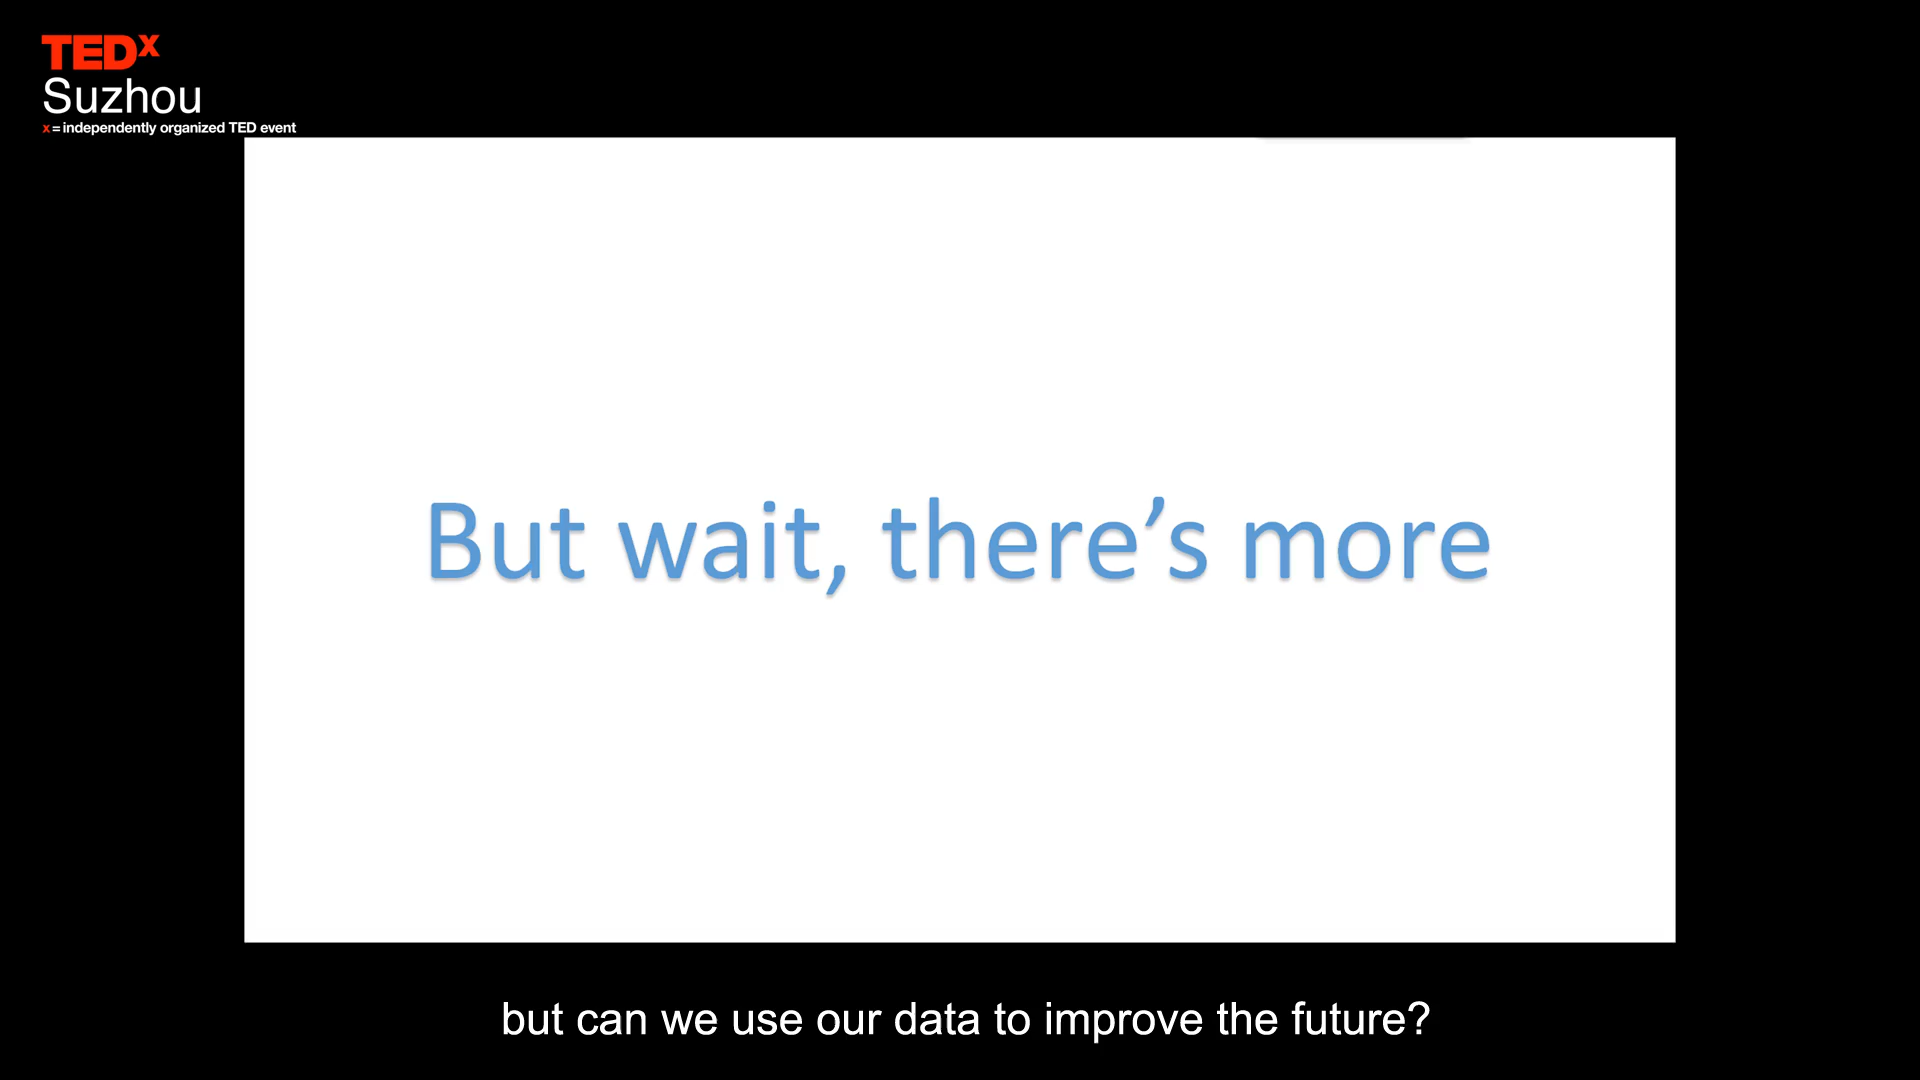 TEDx
Suzhou
x = independently organized TED event
But wait, there’s more
but can we use our data to improve the future?